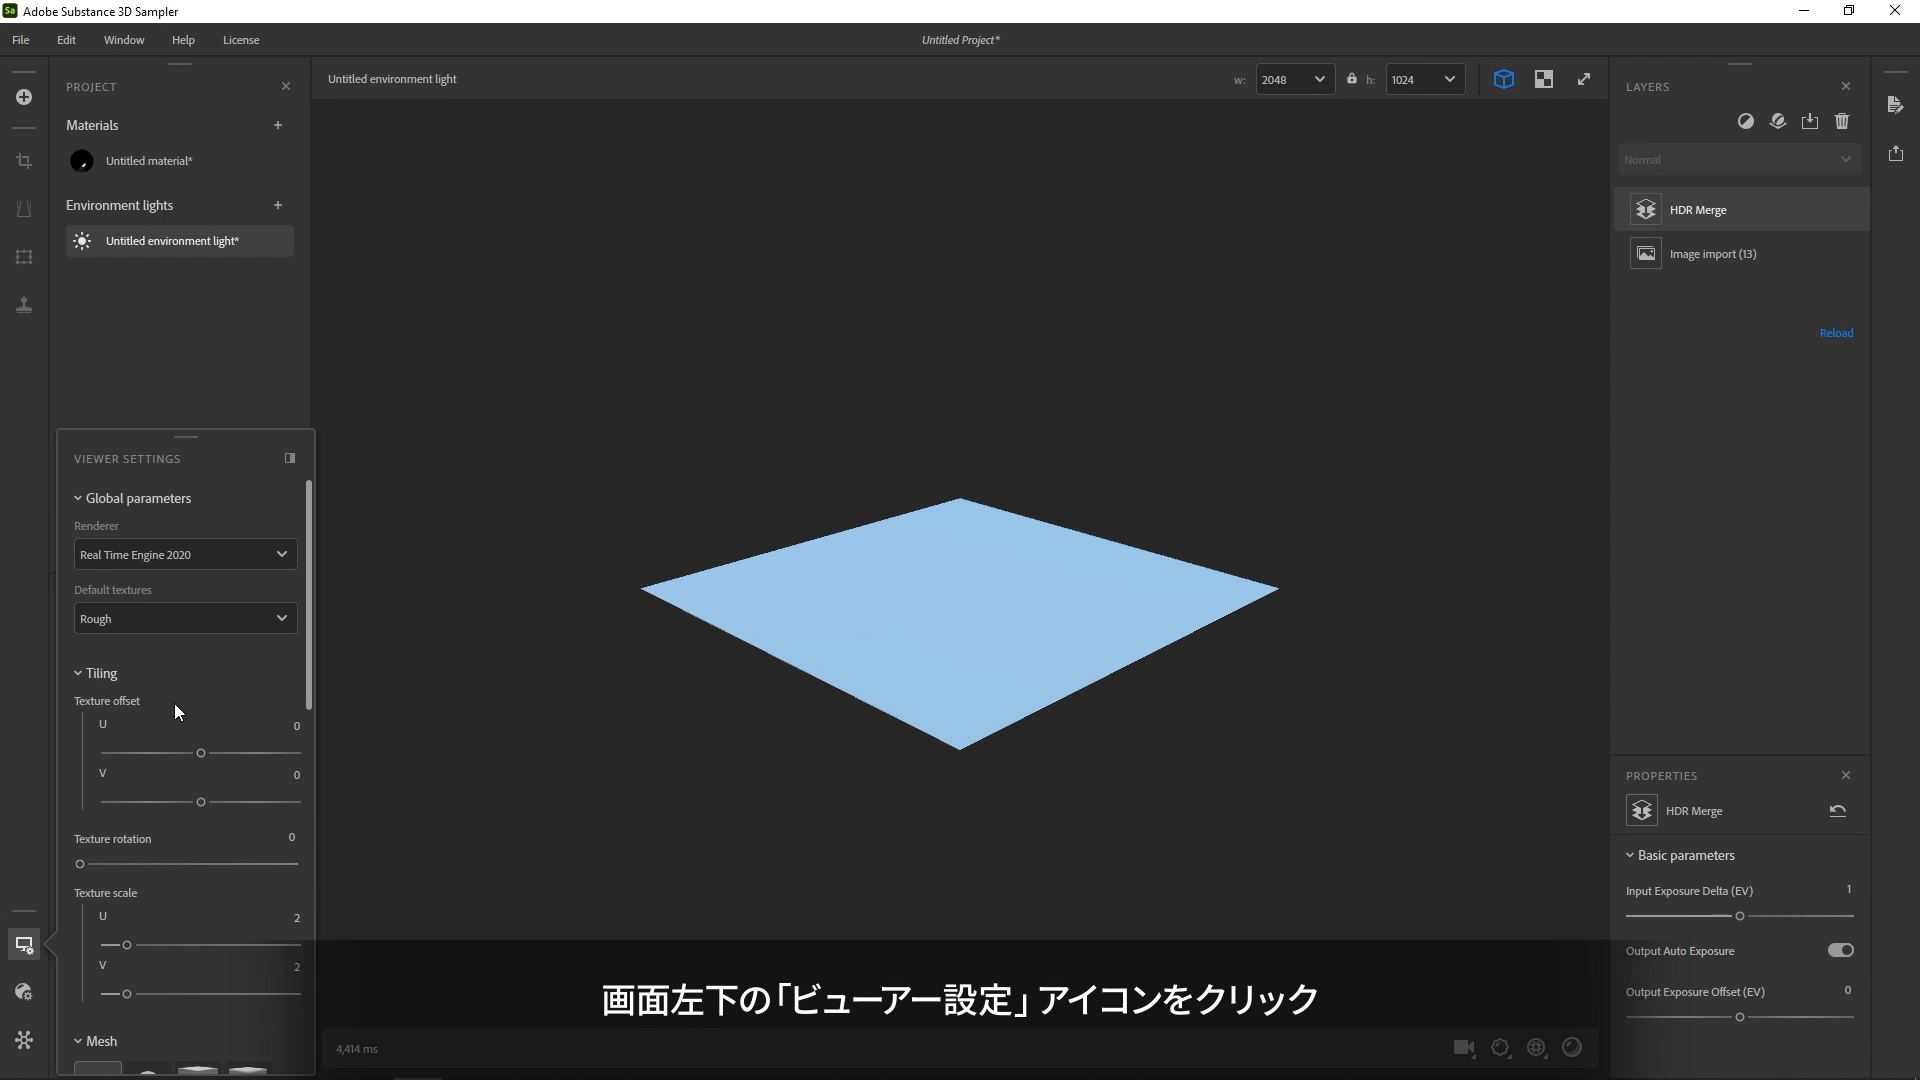 Sa Adobe Substance 3D Sampler
File Edit Window Help License
Untitled Project*
PROJECT
Materials
Untitled material*
Environment lights
Untitled environment light*
Untitled environment light
w: 2048
h: 1024
LAYERS
Normal
HDR Merge
Image import (13)
Reload
VIEWER SETTINGS
Global parameters
Renderer
Real Time Engine 2020
Default textures
Rough
Tiling
Texture offset
U 0
V 0
Texture rotation 0
Texture scale
U 2
V 2
Mesh
画面左下の「ビューアー設定」アイコンをクリック
4,414 ms
PROPERTIES
HDR Merge
Basic parameters
Input Exposure Delta (EV) 1
Output Auto Exposure
Output Exposure Offset (EV) 0